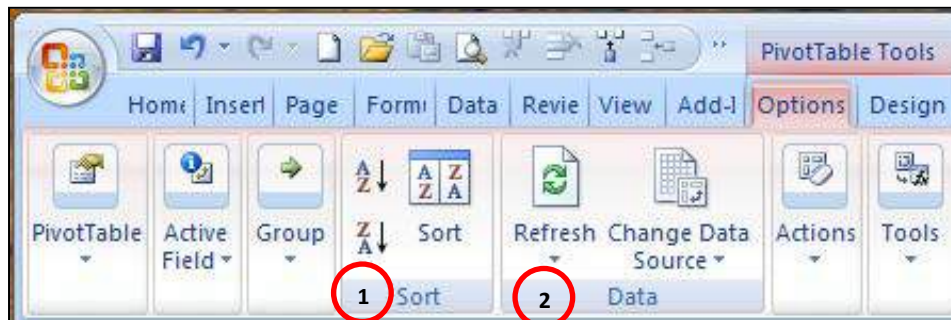 PivotTable Tools
Home Insert Page Formu Data Revie View Add-I Options Design
A Z
A Z
Z A
PivotTable Active Field Group Z A Sort Refresh Change Data Source Actions Tools
1 Sort 2 Data